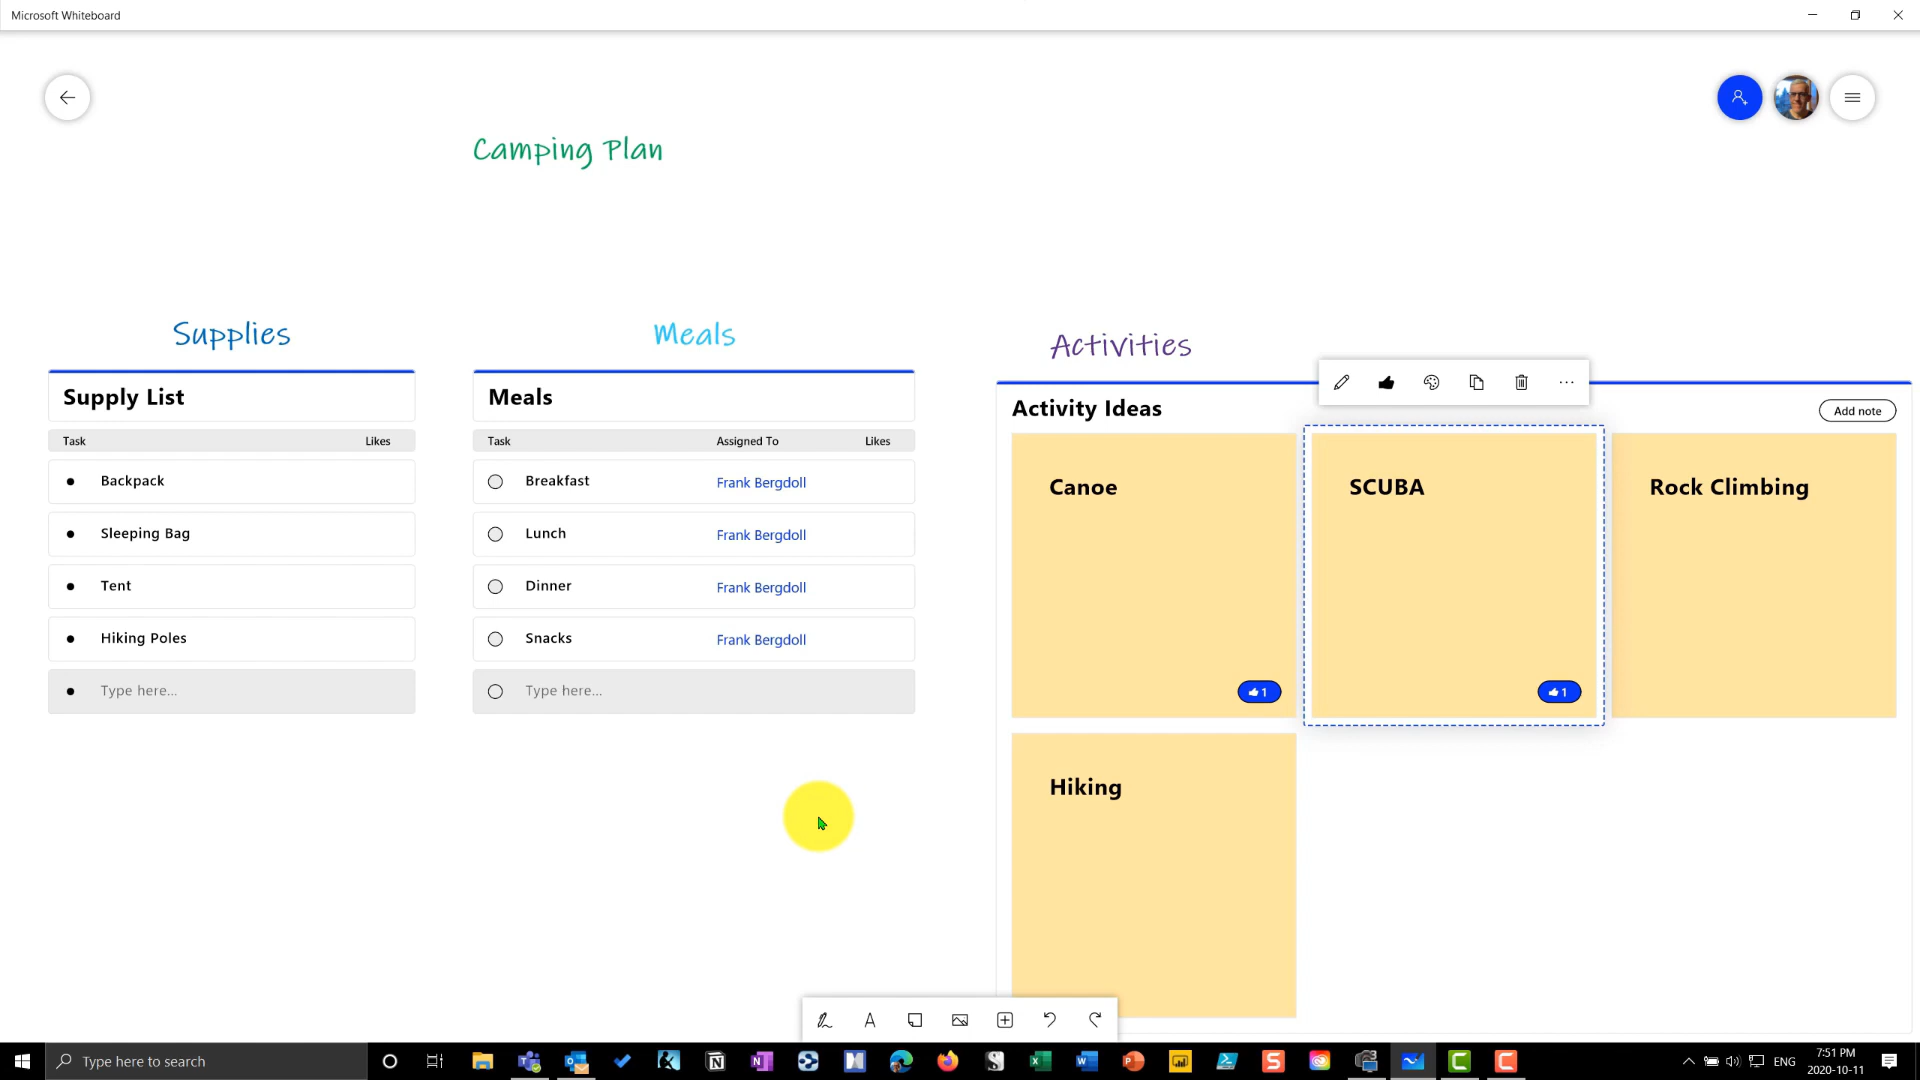 Microsoft Whiteboard
Camping Plan
Supplies
Supply List
Task Likes
Backpack
Sleeping Bag
Tent
Hiking Poles
Type here...
Meals
Meals
Task Assigned To Likes
Breakfast Frank Bergdoll
Lunch Frank Bergdoll
Dinner Frank Bergdoll
Snacks Frank Bergdoll
Type here...
Activities
Activity Ideas
Add note
Canoe
1
SCUBA
1
Rock Climbing
Hiking
Type here to search
ENG
7:51 PM
2020-10-11